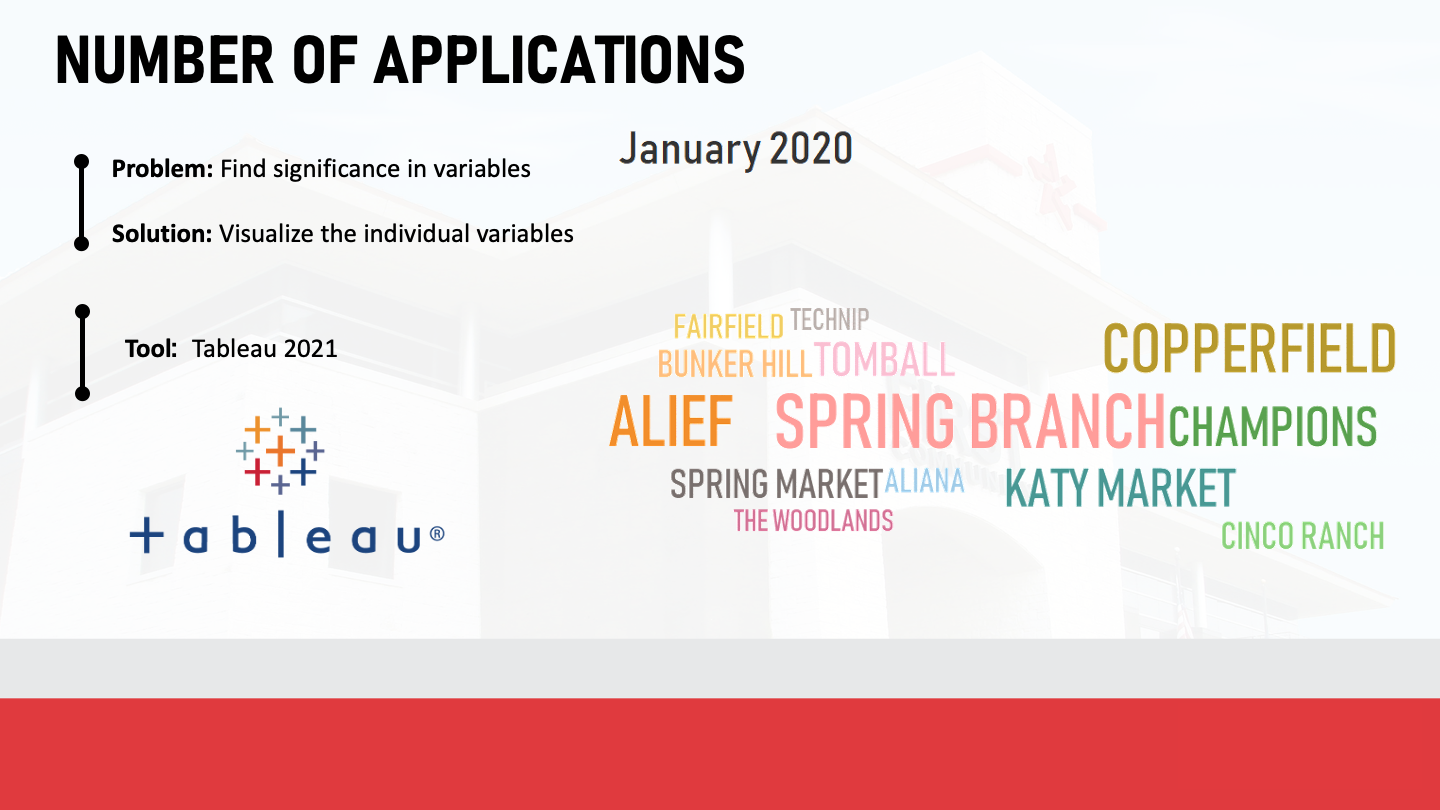 NUMBER OF APPLICATIONS
January 2020
Problem: Find significance in variables
Solution: Visualize the individual variables
Tool: Tableau 2021
+ableau®
FAIRFIELD TECHNIP
BUNKER HILL TOMBALL
COPPERFIELD
ALIEF SPRING BRANCH CHAMPIONS
SPRING MARKET ALIANA KATY MARKET
THE WOODLANDS
CINCO RANCH